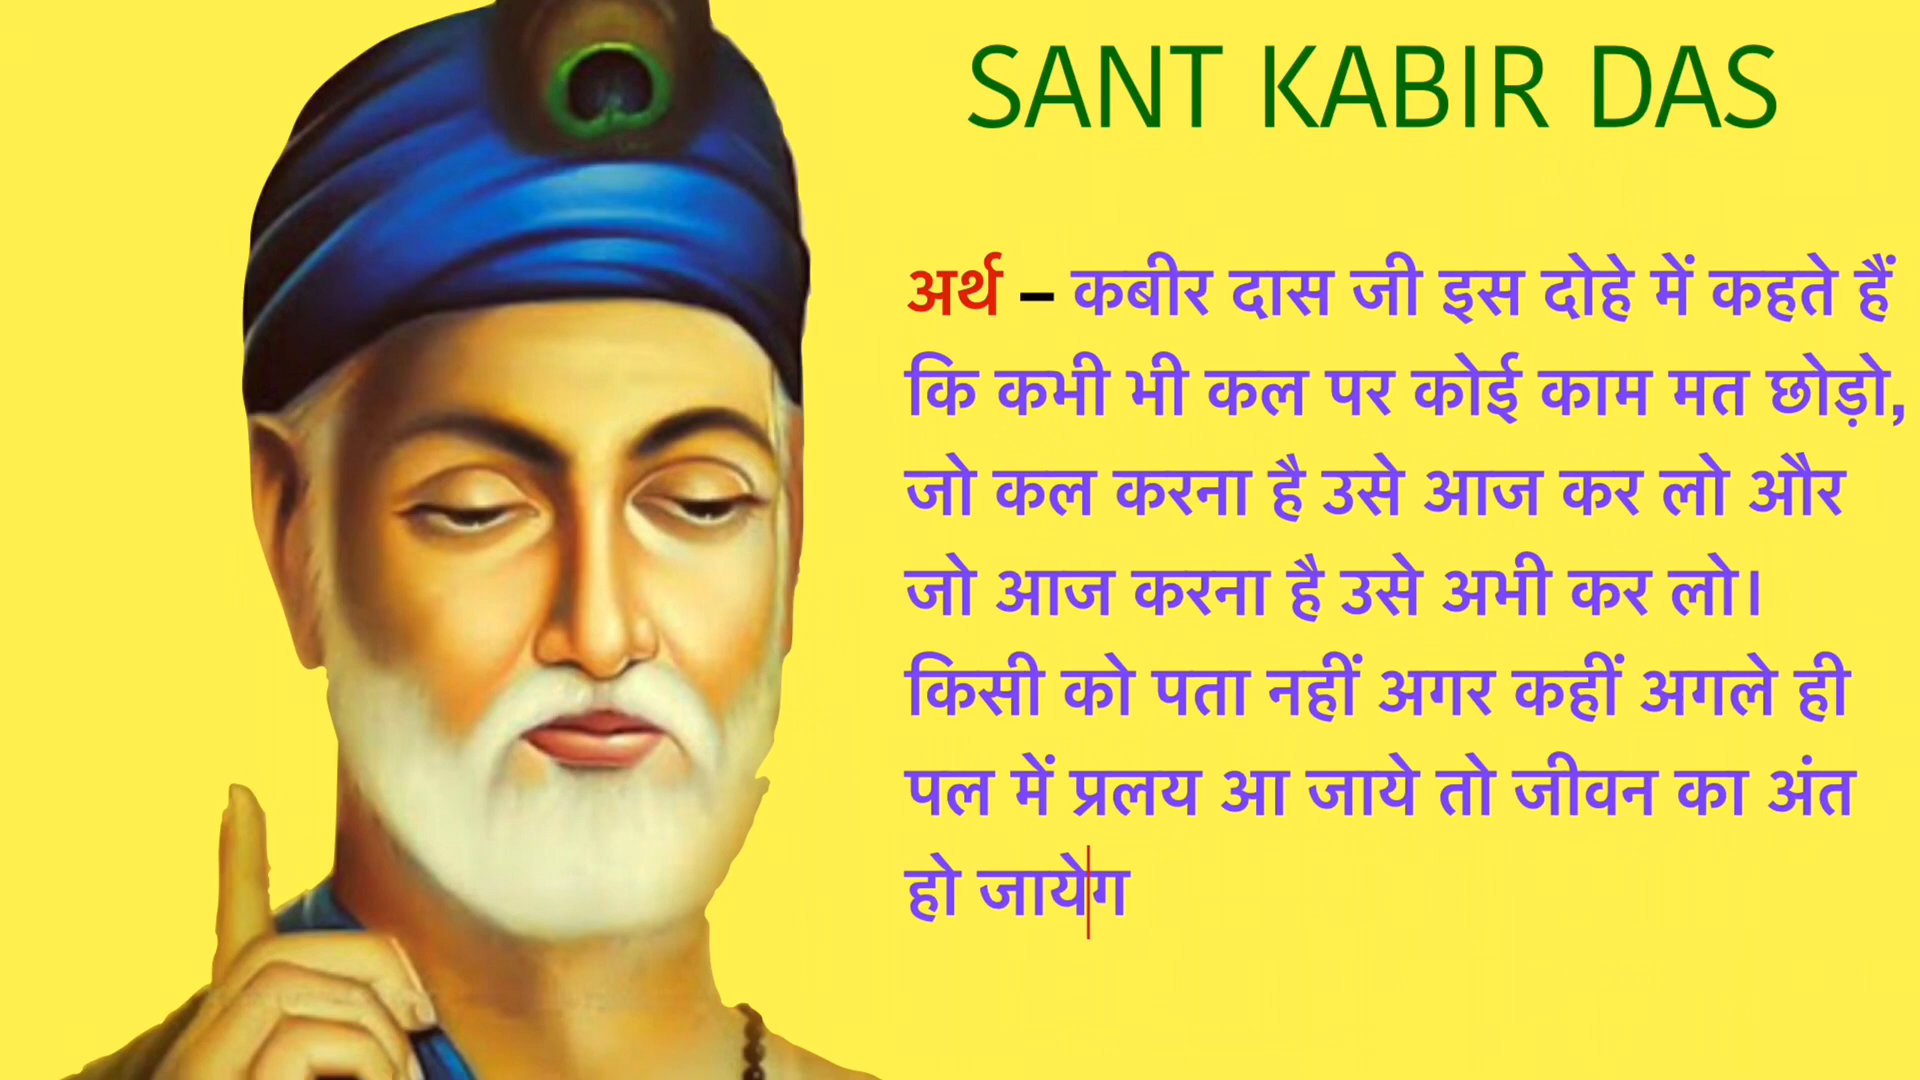 SANT KABIR DAS
अर्थ – कबीर दास जी इस दोहे में कहते हैं
कि कभी भी कल पर कोई काम मत छोड़ो,
जो कल करना है उसे आज कर लो और
जो आज करना है उसे अभी कर लो।
किसी को पता नहीं अगर कहीं अगले ही
पल में प्रलय आ जाये तो जीवन का अंत
हो जायेग